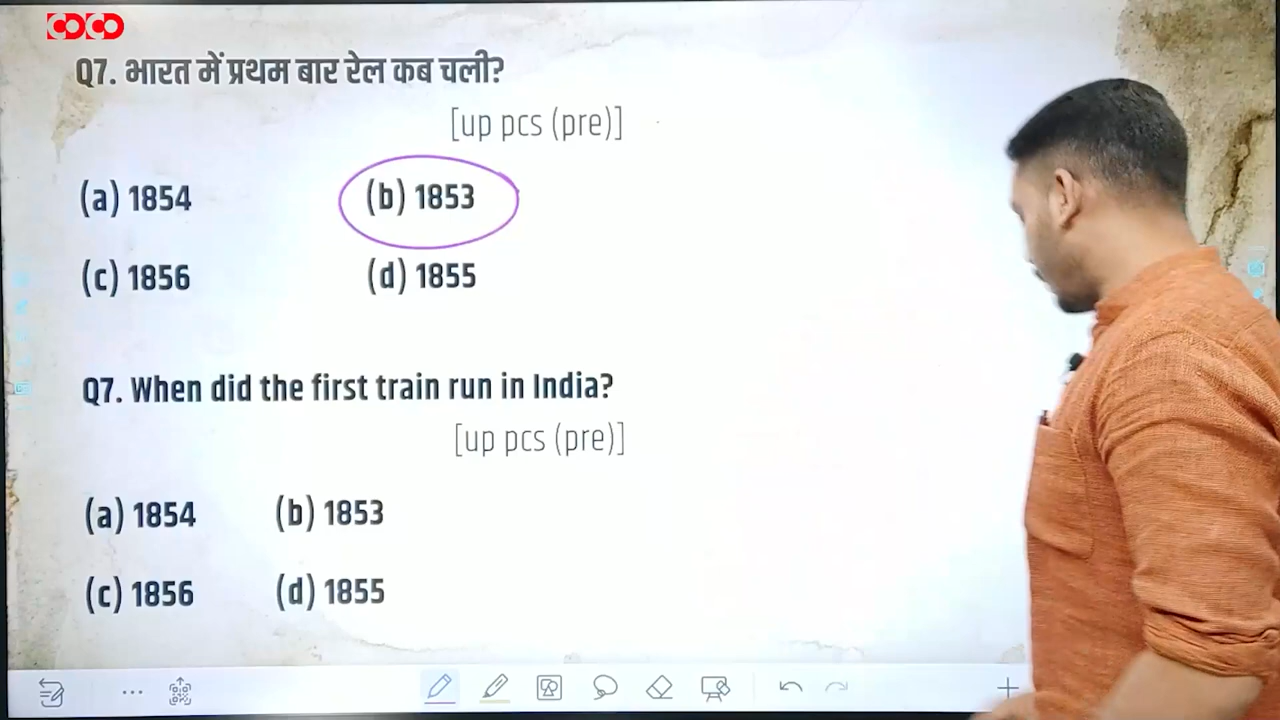 COCO
Q7. भारत में प्रथम बार रेल कब चली?
[up pcs (pre)]
(a) 1854 (b) 1853
(c) 1856 (d) 1855
Q7. When did the first train run in India?
[up pcs (pre)]
(a) 1854 (b) 1853
(c) 1856 (d) 1855